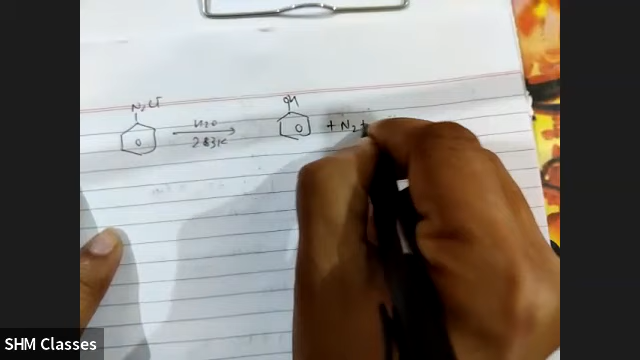 N₂Cl
H₂O
283K
OH
+ N₂ +
SHM Classes